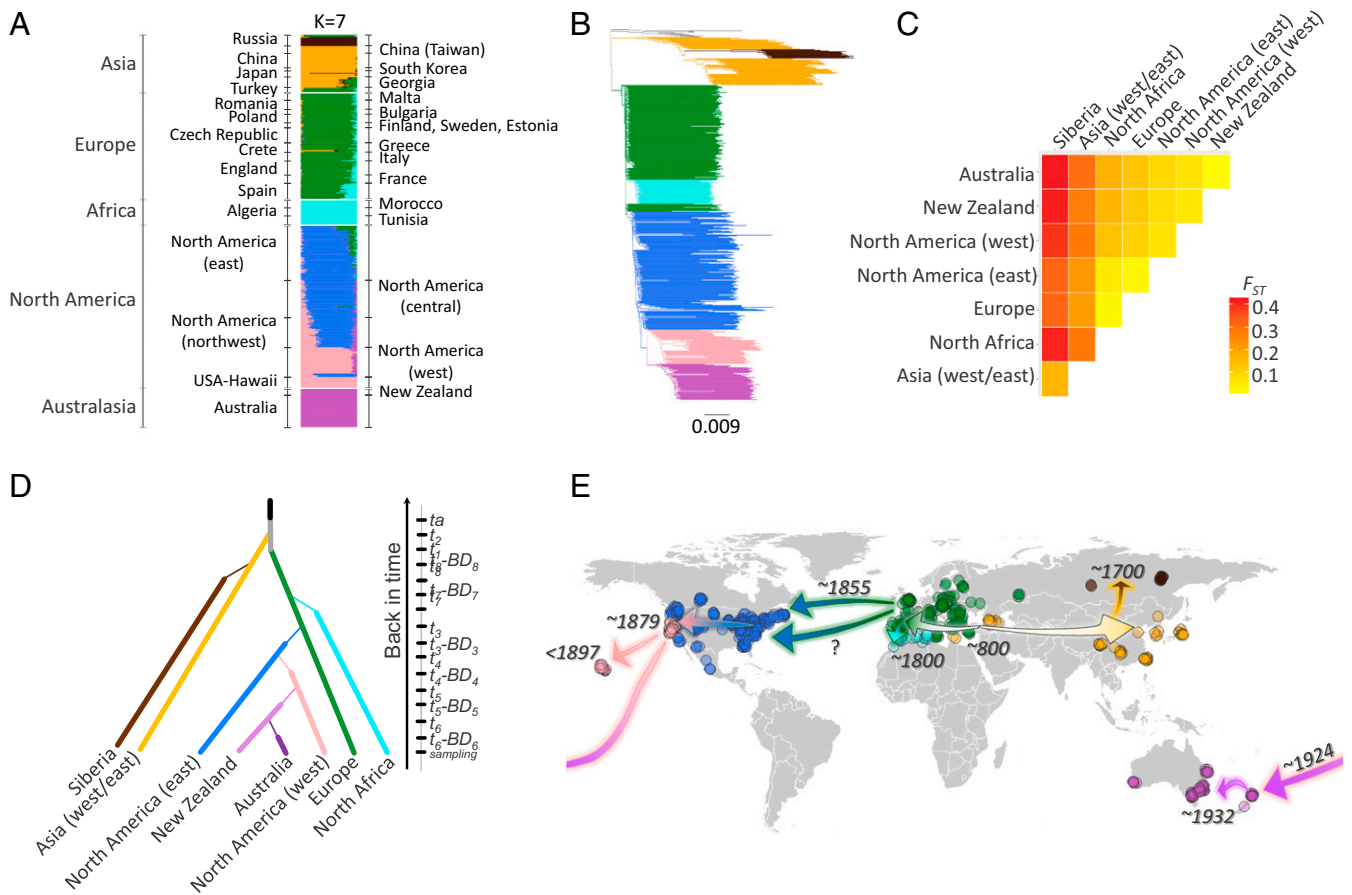 A
K=7
Asia
Europe
Africa
North America
Australasia
Russia
China
Japan
Turkey
Romania
Poland
Czech Republic
Crete
England
Spain
Algeria
North America
(east)
North America
(northwest)
USA-Hawaii
Australia
China (Taiwan)
South Korea
Georgia
Malta
Bulgaria
Finland, Sweden, Estonia
Greece
Italy
France
Morocco
Tunisia
North America
(central)
North America
(west)
New Zealand
B
0.009
C
Siberia
Asia (west/east)
North Africa
Europe
North America (east)
North America (west)
New Zealand
Australia
New Zealand
North America (west)
North America (east)
Europe
North Africa
Asia (west/east)
FST
0.4
0.3
0.2
0.1
D
Back in time
ta
t2
t1
t8-BD8
t8
t7-BD7
t7
t3
t3-BD3
t4
t4-BD4
t5
t5-BD5
t6
t6-BD6
sampling
Siberia
Asia (west/east)
North America (east)
New Zealand
Australia
North America (west)
Europe
North Africa
E
~1855
~1700
~1879
?
~800
<1897
~1800
~1924
~1932